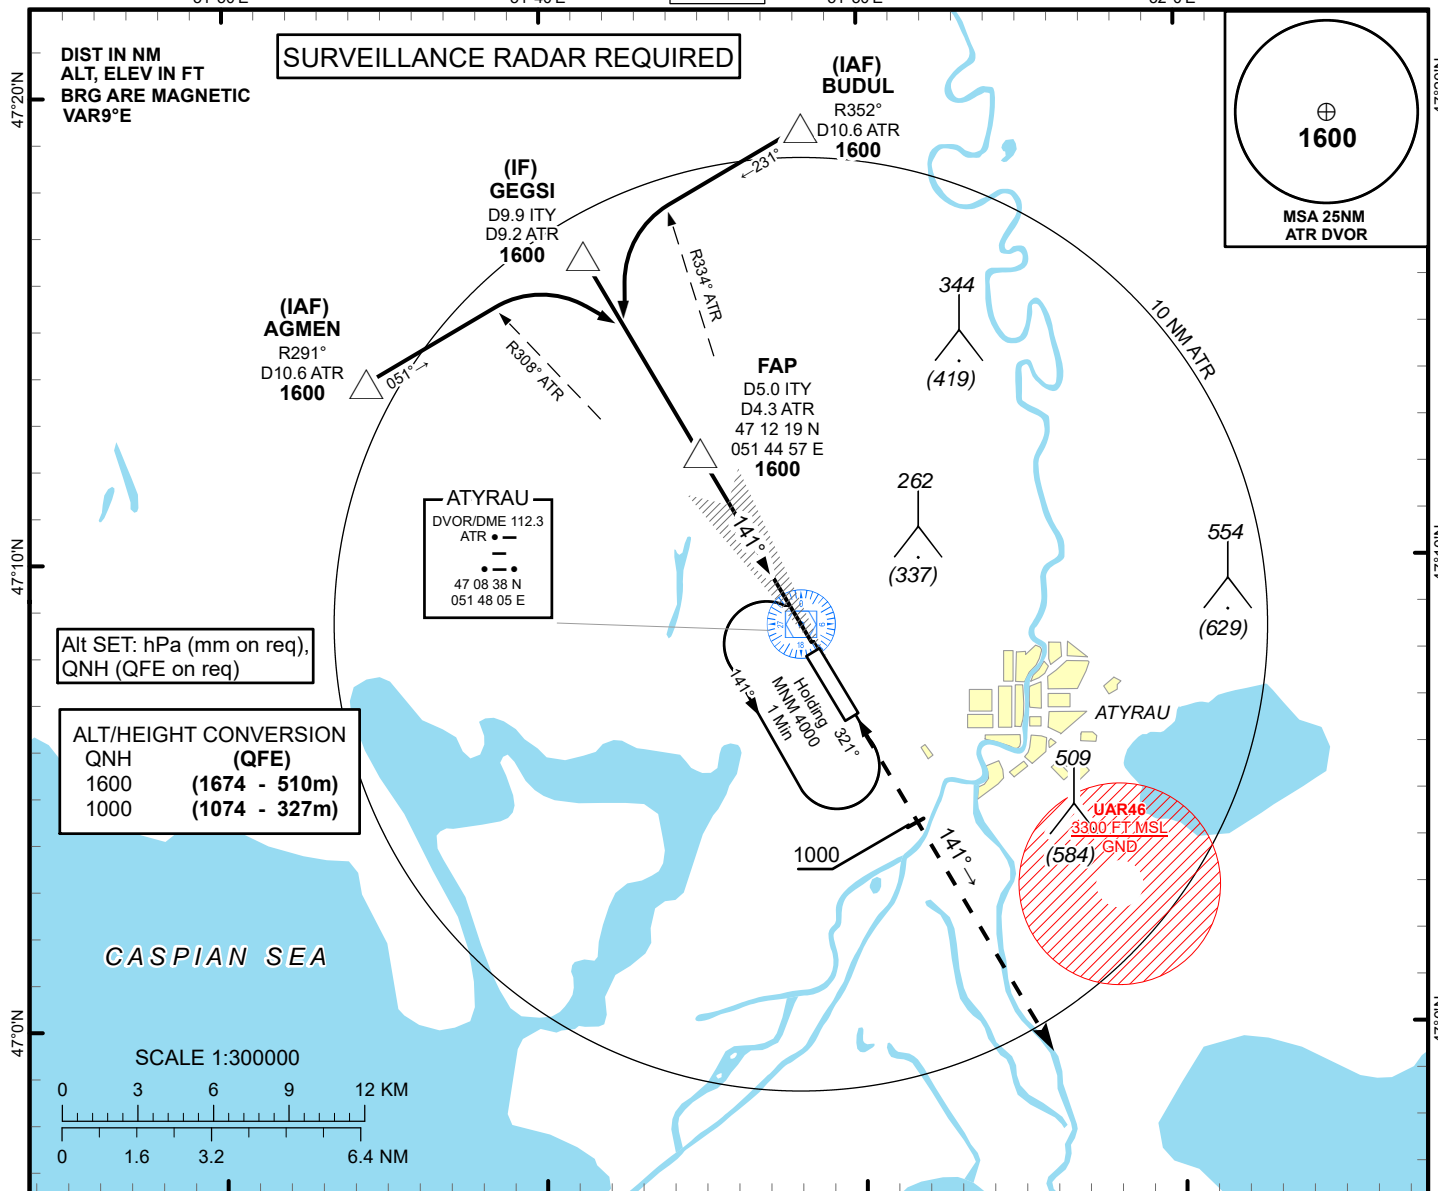 DIST IN NM
ALT, ELEV IN FT
BRG ARE MAGNETIC
VAR9°E
SURVEILLANCE RADAR REQUIRED
(IAF)
BUDUL
R352°
D10.6 ATR
1600
←231°
1600
MSA 25NM
ATR DVOR
47°20'N
(IF)
GEGSI
D9.9 ITY
D9.2 ATR
1600
R334° ATR
(IAF)
AGMEN
R291°
D10.6 ATR
1600
051°→
R308° ATR
344
(419)
10 NM ATR
FAP
D5.0 ITY
D4.3 ATR
47 12 19 N
051 44 57 E
1600
141°
262
(337)
554
(629)
47°10'N
ATYRAU
DVOR/DME 112.3
ATR
47 08 38 N
051 48 05 E
Alt SET: hPa (mm on req),
QNH (QFE on req)
ALT/HEIGHT CONVERSION
QNH (QFE)
1600 (1674 - 510m)
1000 (1074 - 327m)
141°
Holding
MNM 4000
1 Min
321°
ATYRAU
509
(584)
UAR46
3300 FT MSL
GND
1000
141°→
CASPIAN SEA
47°0'N
SCALE 1:300000
0 3 6 9 12 KM
0 1.6 3.2 6.4 NM